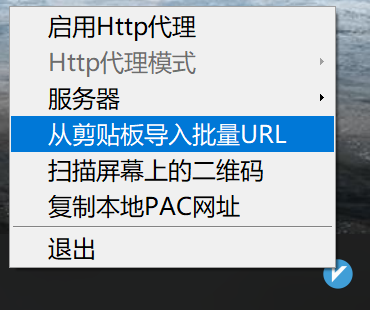 启用Http代理
Http代理模式
服务器
从剪贴板导入批量URL
扫描屏幕上的二维码
复制本地PAC网址
退出